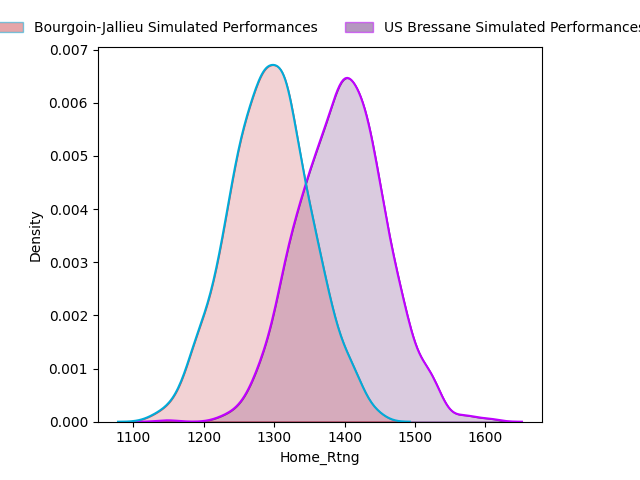 Bourgoin-Jallieu Simulated Performances US Bressane Simulated Performances
0.007
0.006
0.005
0.004
0.003
0.002
0.001
0.000
Density
1100 1200 1300 1400 1500 1600
Home_Rtng